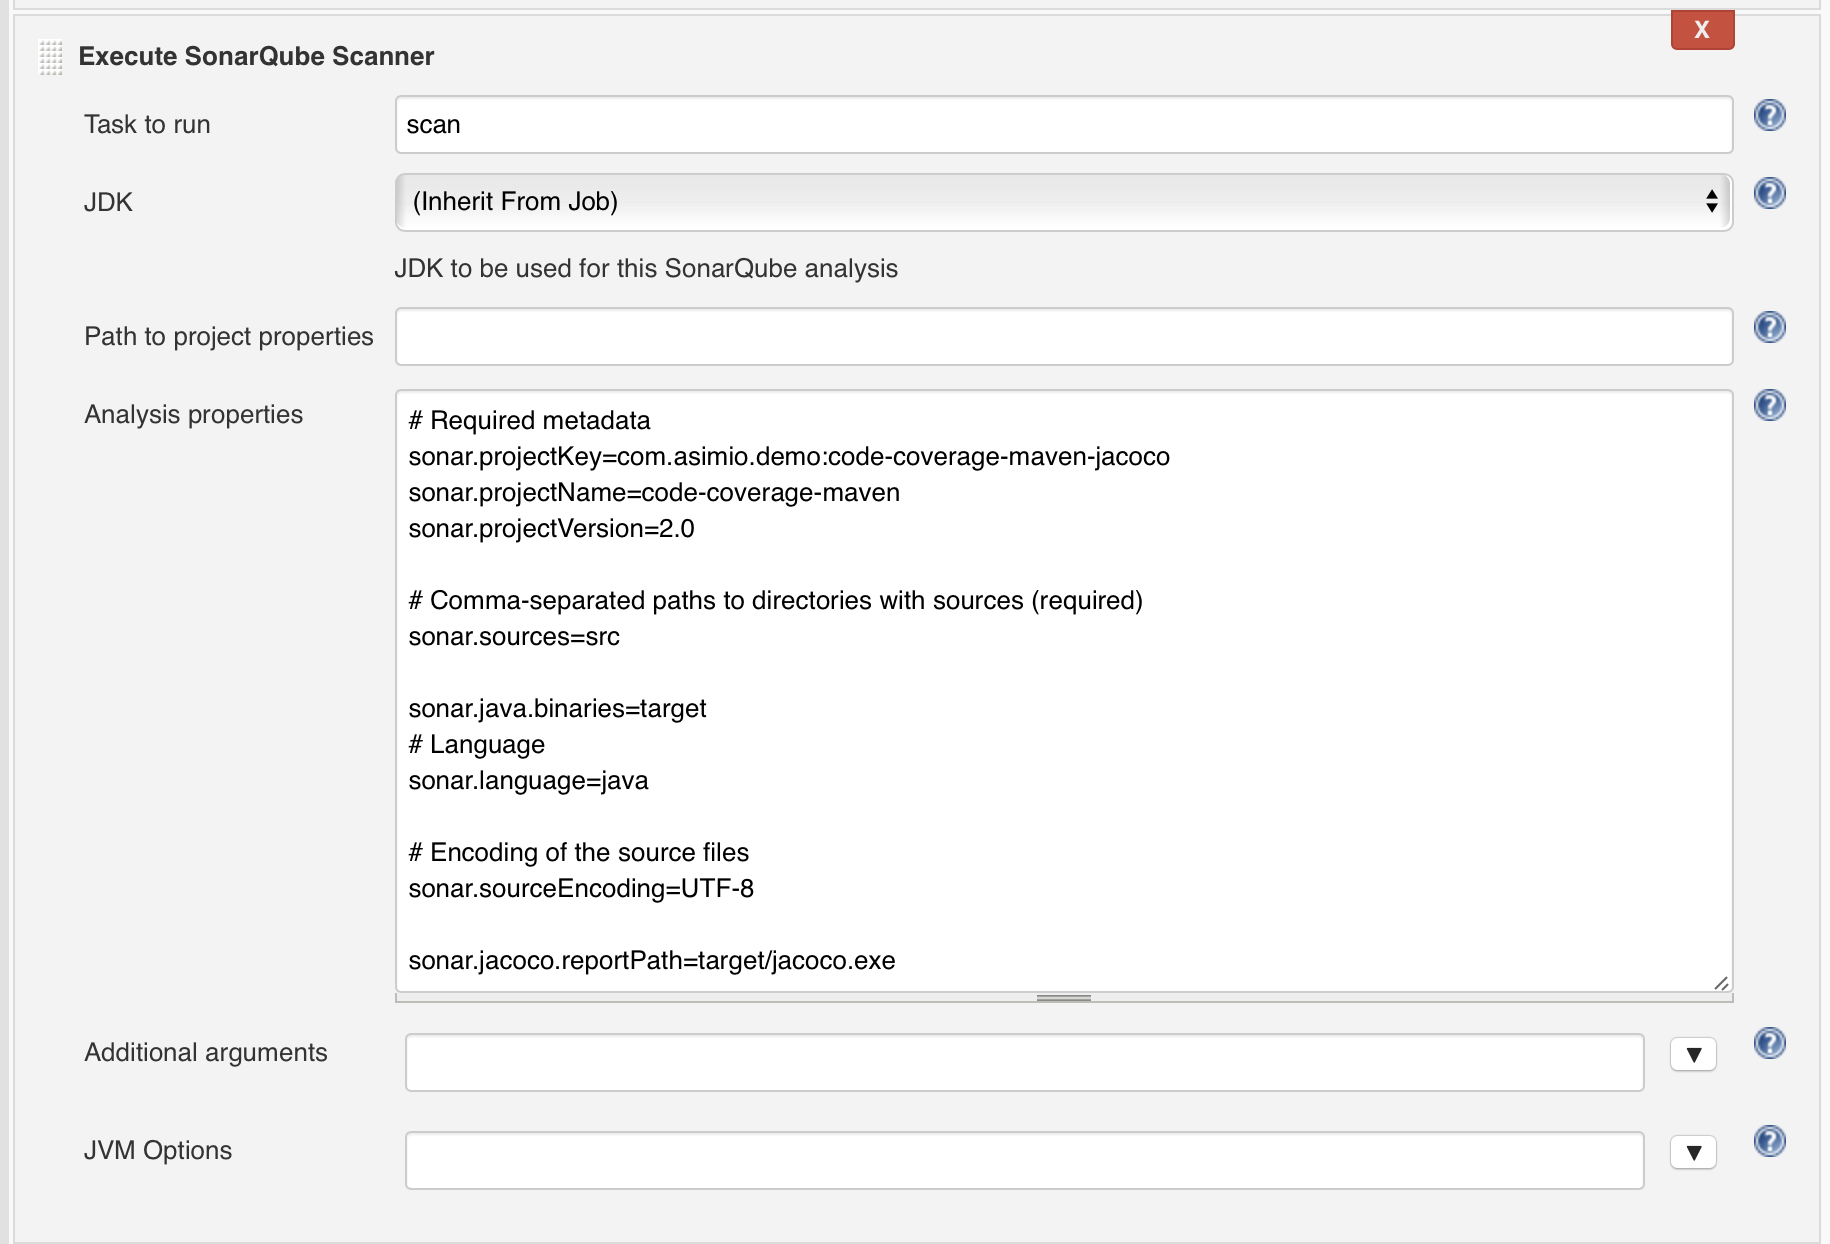 X
Execute SonarQube Scanner
Task to run
scan
JDK
(Inherit From Job)
JDK to be used for this SonarQube analysis
Path to project properties
Analysis properties
# Required metadata
sonar.projectKey=com.asimio.demo:code-coverage-maven-jacoco
sonar.projectName=code-coverage-maven
sonar.projectVersion=2.0
# Comma-separated paths to directories with sources (required)
sonar.sources=src
sonar.java.binaries=target
# Language
sonar.language=java
# Encoding of the source files
sonar.sourceEncoding=UTF-8
sonar.jacoco.reportPath=target/jacoco.exe
Additional arguments
JVM Options